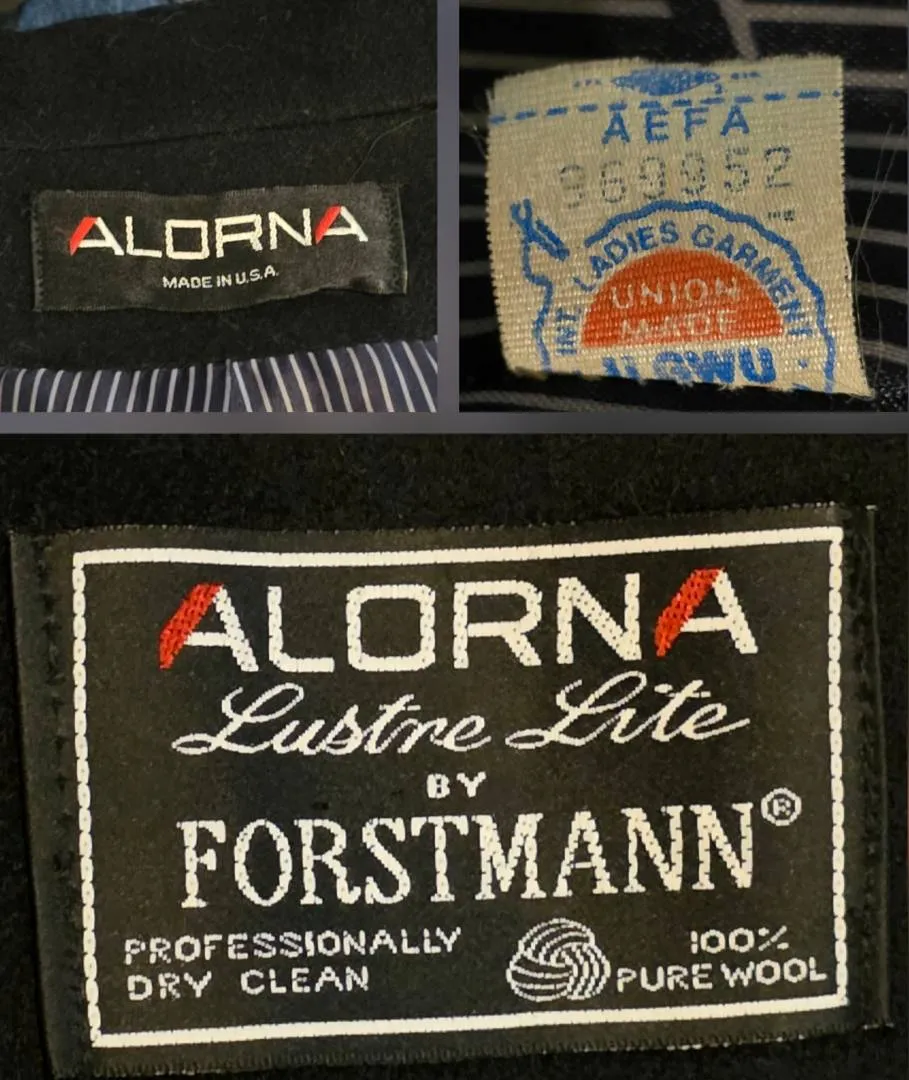 ALORNA
MADE IN U.S.A.
AEFA
969952
INT. LADIES GARMENT
UNION
MADE
ILGWU
ALORNA
Lustre Lite
BY
FORSTMANN®
PROFESSIONALLY
DRY CLEAN
100%
PURE WOOL